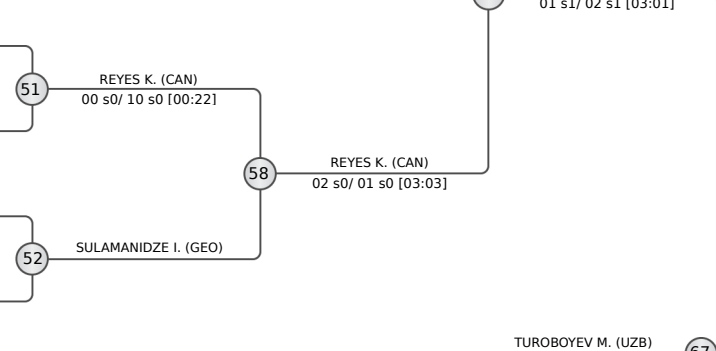 01 s1/ 02 s1 [03:01]
REYES K. (CAN)
51
00 s0/ 10 s0 [00:22]
REYES K. (CAN)
58
02 s0/ 01 s0 [03:03]
SULAMANIDZE I. (GEO)
52
TUROBOYEV M. (UZB)
67